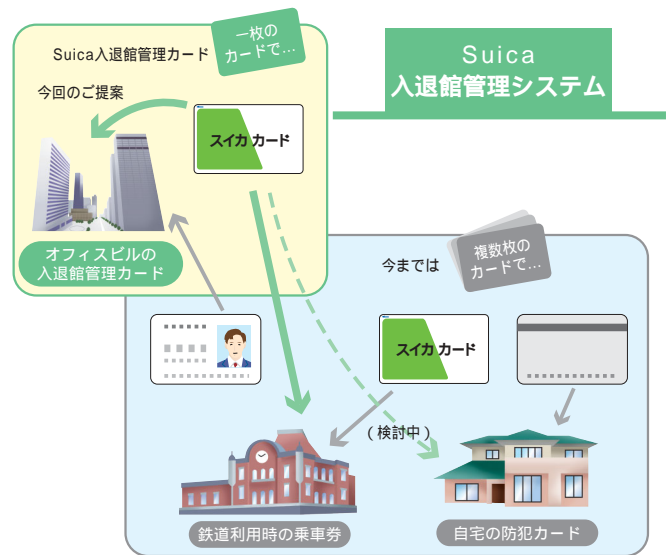 Suica
入退館管理システム
Suica入退館管理カード
一枚の
カードで…
今回のご提案
スイカ カード
オフィスビルの
入退館管理カード
今までは
複数枚の
カードで…
スイカ カード
(検討中)
鉄道利用時の乗車券
自宅の防犯カード